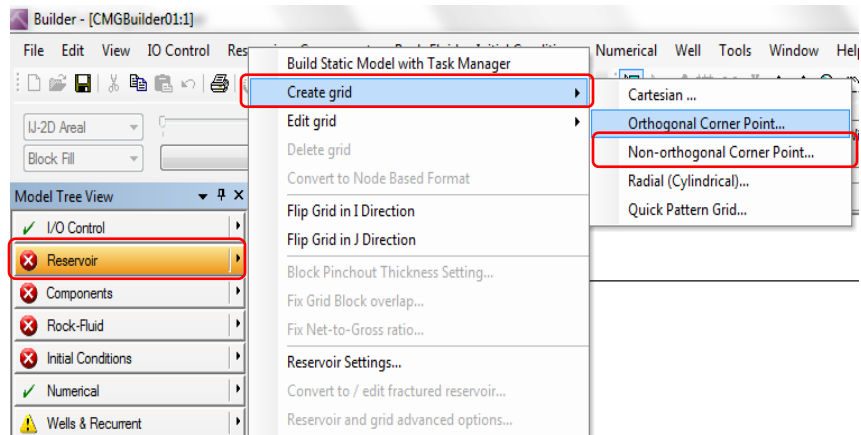 Builder - [CMGBuilder01:1]
File Edit View IO Control Numerical Well Tools Window Help
Build Static Model with Task Manager
Create grid
Edit grid
Delete grid
Convert to Node Based Format
Flip Grid in I Direction
Flip Grid in J Direction
Block Pinchout Thickness Setting...
Fix Grid Block overlap...
Fix Net-to-Gross ratio...
Reservoir Settings...
Convert to / edit fractured reservoir...
Reservoir and grid advanced options...
Cartesian ...
Orthogonal Corner Point...
Non-orthogonal Corner Point...
Radial (Cylindrical)...
Quick Pattern Grid...
IJ-2D Areal
Block Fill
Model Tree View
I/O Control
Reservoir
Components
Rock-Fluid
Initial Conditions
Numerical
Wells & Recurrent